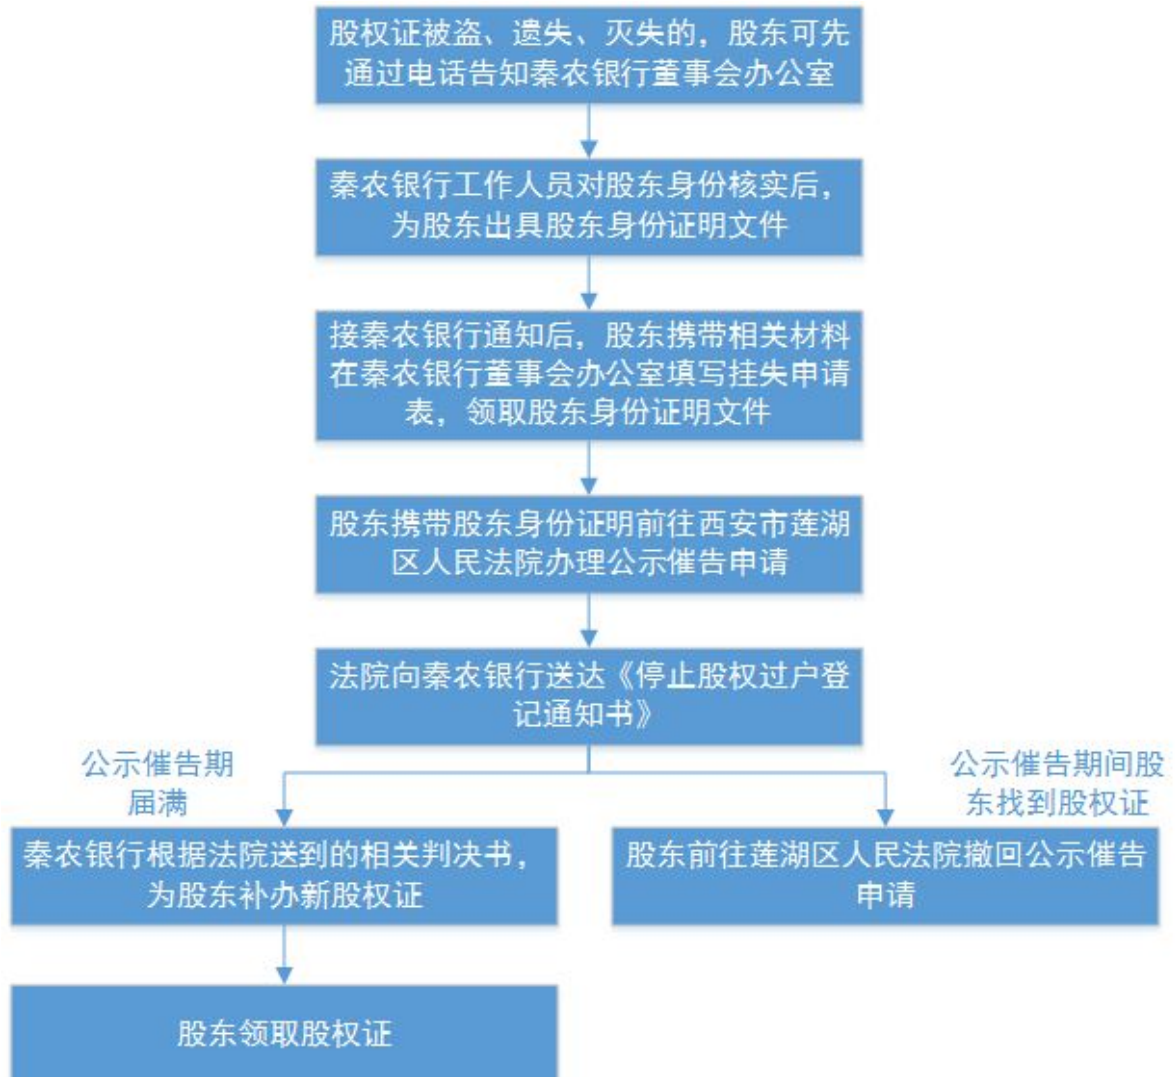 股权证被盗、遗失、灭失的，股东可先
通过电话告知秦农银行董事会办公室
秦农银行工作人员对股东身份核实后，
为股东出具股东身份证明文件
接秦农银行通知后，股东携带相关材料
在秦农银行董事会办公室填写挂失申请
表，领取股东身份证明文件
股东携带股东身份证明前往西安市莲湖
区人民法院办理公示催告申请
法院向秦农银行送达《停止股权过户登
记通知书》
公示催告期
届满
公示催告期间股
东找到股权证
秦农银行根据法院送到的相关判决书，
为股东补办新股权证
股东前往莲湖区人民法院撤回公示催告
申请
股东领取股权证